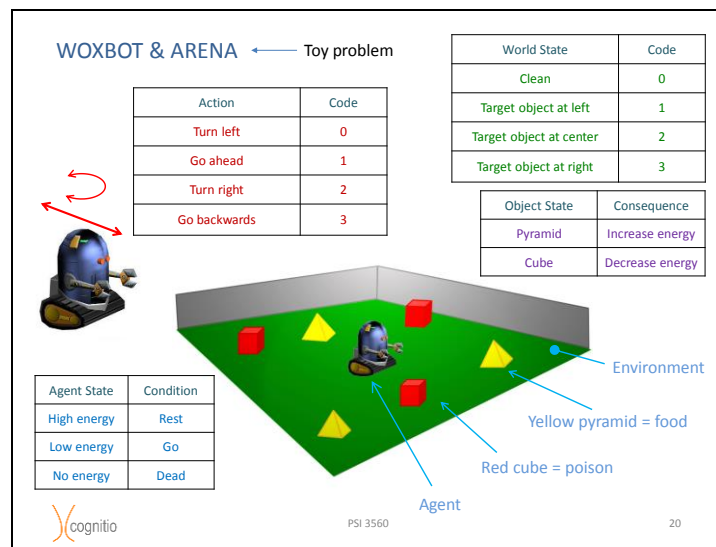 WOXBOT & ARENA
Toy problem
World State Code
Clean 0
Target object at left 1
Target object at center 2
Target object at right 3
Action Code
Turn left 0
Go ahead 1
Turn right 2
Go backwards 3
Object State Consequence
Pyramid Increase energy
Cube Decrease energy
Agent State Condition
High energy Rest
Low energy Go
No energy Dead
Environment
Yellow pyramid = food
Red cube = poison
Agent
cognitio
PSI 3560
20